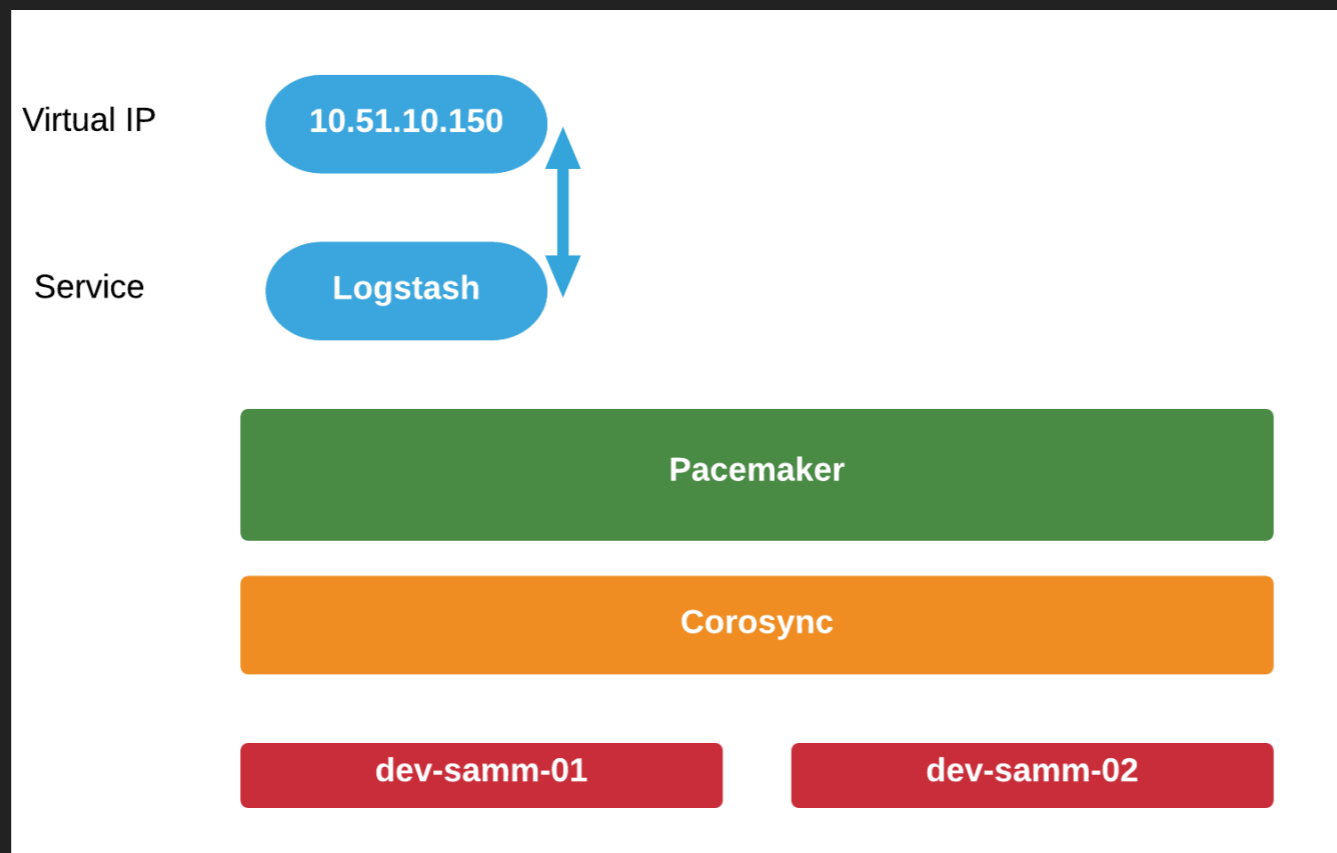 Virtual IP
10.51.10.150
Service
Logstash
Pacemaker
Corosync
dev-samm-01
dev-samm-02